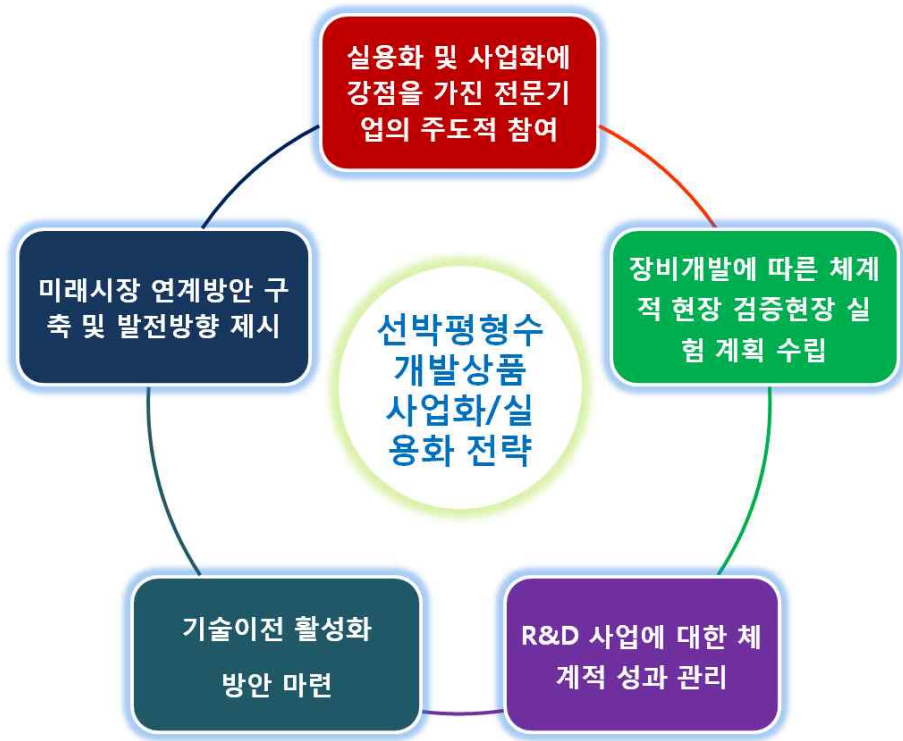 실용화 및 사업화에
강점을 가진 전문기
업의 주도적 참여
미래시장 연계방안 구
축 및 발전방향 제시
장비개발에 따른 체계
적 현장 검증현장 실
험 계획 수립
선박평형수
개발상품
사업화/실
용화 전략
기술이전 활성화
방안 마련
R&D 사업에 대한 체
계적 성과 관리